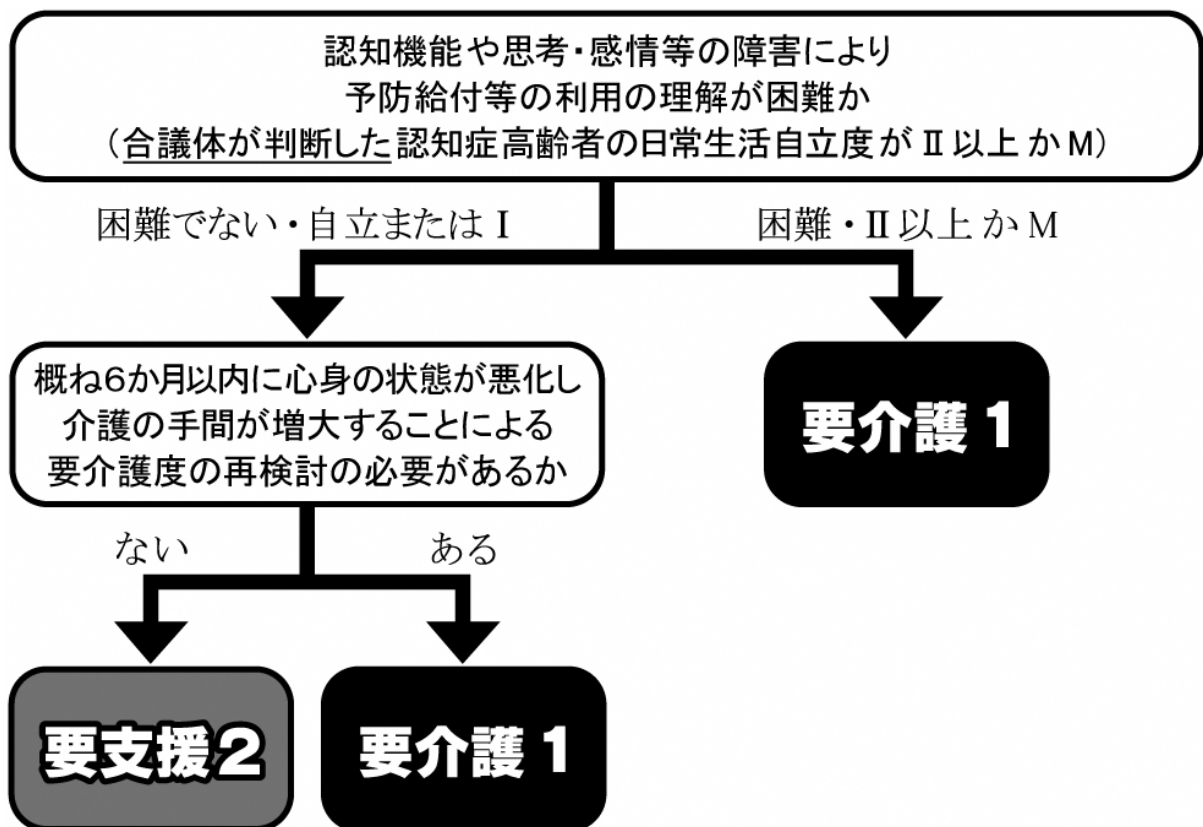 認知機能や思考・感情等の障害により
予防給付等の利用の理解が困難か
（合議体が判断した認知症高齢者の日常生活自立度がⅡ以上かM）
困難でない・自立またはⅠ
困難・Ⅱ以上かM
概ね6か月以内に心身の状態が悪化し
介護の手間が増大することによる
要介護度の再検討の必要があるか
要介護1
ない
ある
要支援2
要介護1